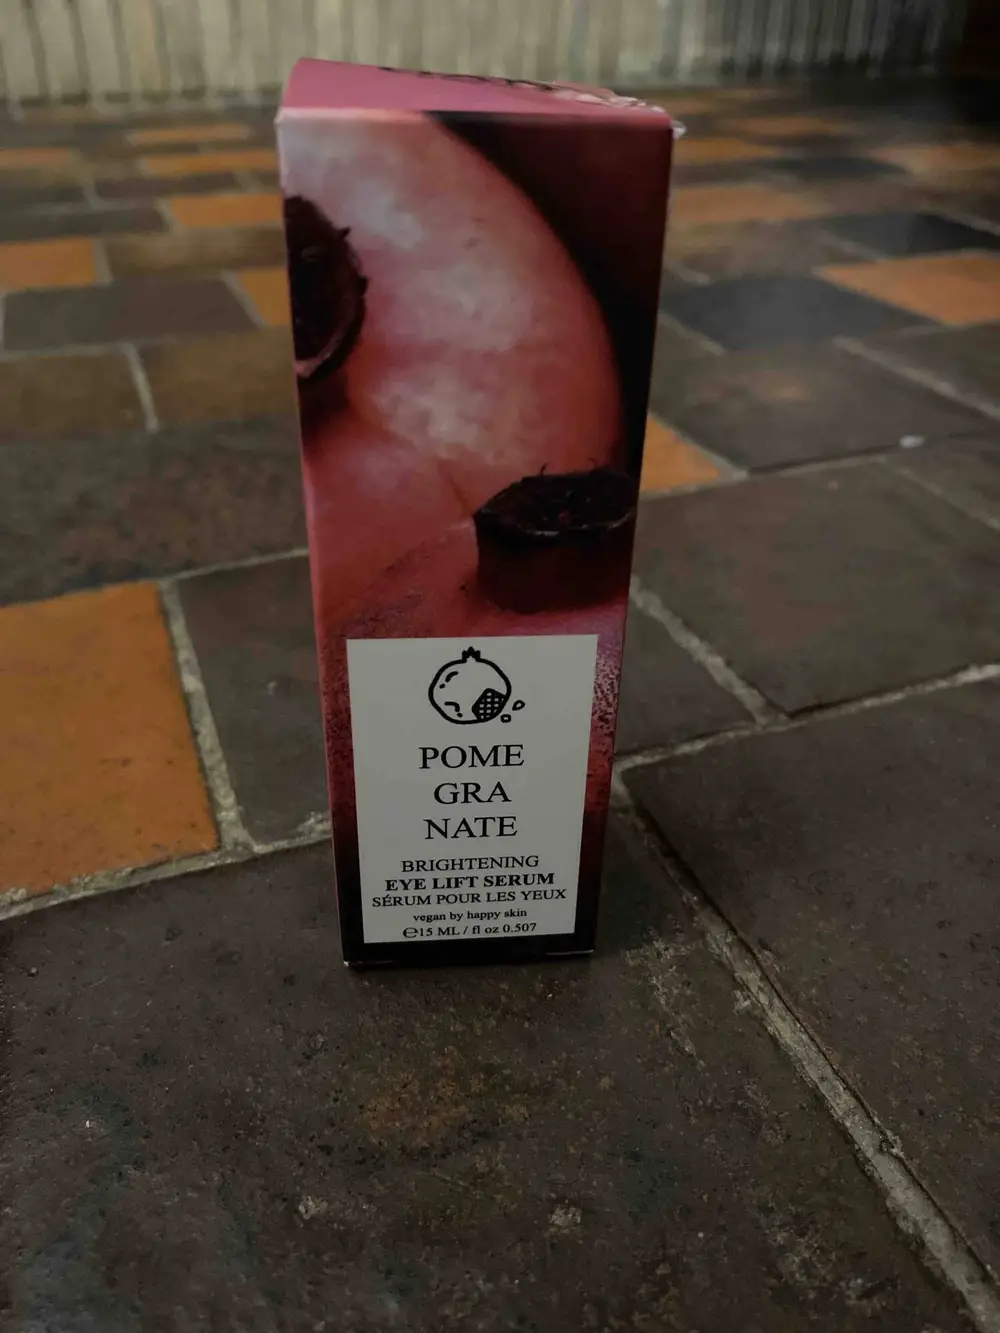 POME
GRA
NATE
BRIGHTENING
EYE LIFT SERUM
SÉRUM POUR LES YEUX
vegan by happy skin
℮15 ML / fl oz 0.507